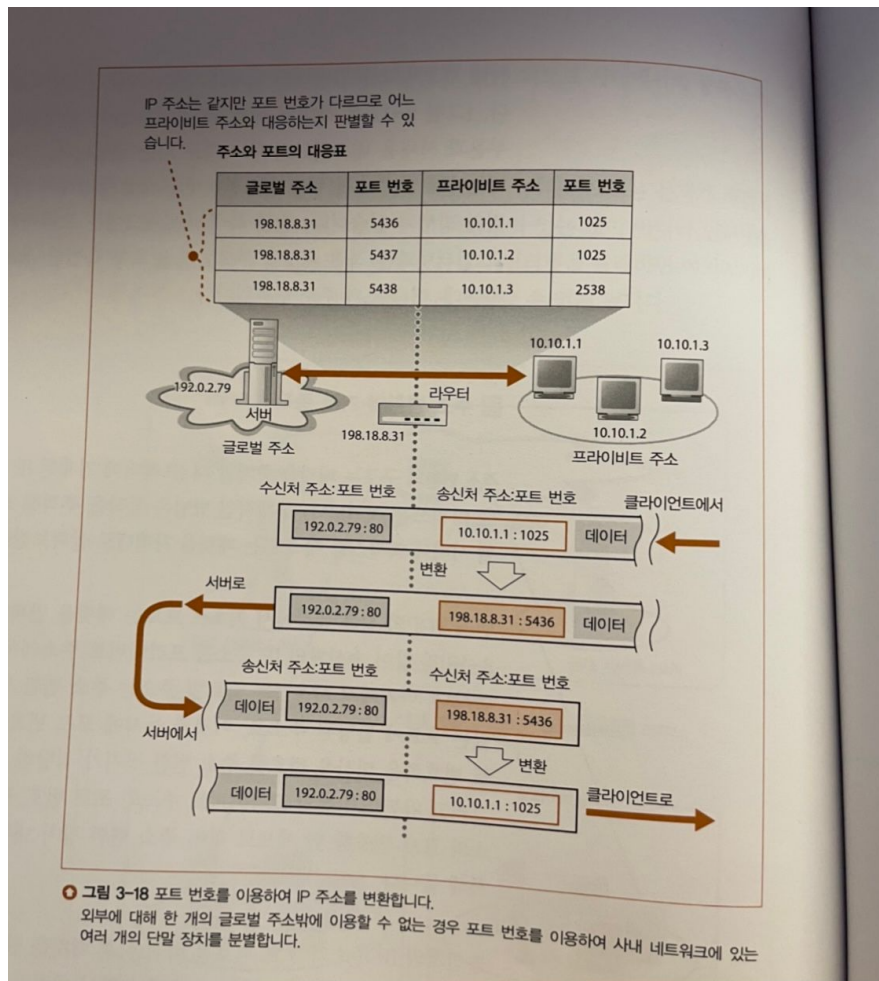 IP 주소는 같지만 포트 번호가 다르므로 어느
프라이비트 주소와 대응하는지 판별할 수 있
습니다.
주소와 포트의 대응표
글로벌 주소 포트 번호 프라이비트 주소 포트 번호
198.18.8.31 5436 10.10.1.1 1025
198.18.8.31 5437 10.10.1.2 1025
198.18.8.31 5438 10.10.1.3 2538
10.10.1.1 10.10.1.3
192.0.2.79
서버
라우터
198.18.8.31
10.10.1.2
글로벌 주소
프라이비트 주소
수신처 주소:포트 번호 송신처 주소:포트 번호 클라이언트에서
192.0.2.79 : 80 10.10.1.1 : 1025 데이터
변환
서버로
192.0.2.79 : 80 198.18.8.31 : 5436 데이터
송신처 주소:포트 번호 수신처 주소:포트 번호
데이터 192.0.2.79 : 80 198.18.8.31 : 5436
서버에서
변환
데이터 192.0.2.79 : 80 10.10.1.1 : 1025 클라이언트로
그림 3-18 포트 번호를 이용하여 IP 주소를 변환합니다.
외부에 대해 한 개의 글로벌 주소밖에 이용할 수 없는 경우 포트 번호를 이용하여 사내 네트워크에 있는
여러 개의 단말 장치를 분별합니다.